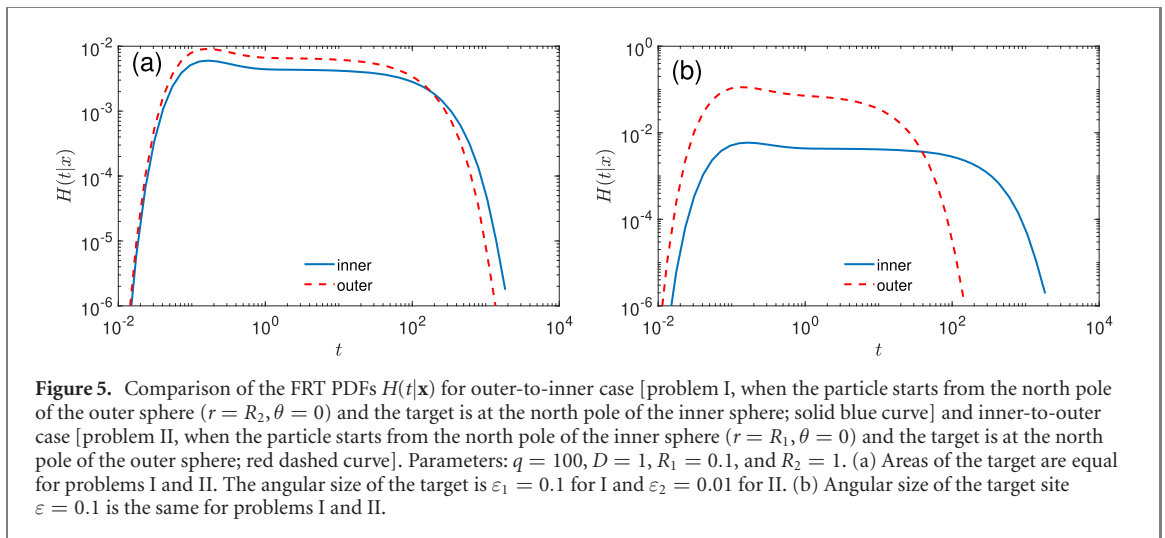 10^-2
(a)
10^-3
10^-4
10^-5
10^-6
H(t|x)
inner
outer
10^-2
10^0
10^2
10^4
t
10^0
(b)
10^-2
10^-4
10^-6
H(t|x)
inner
outer
10^-2
10^0
10^2
10^4
t
Figure 5. Comparison of the FRT PDFs H(t|x) for outer-to-inner case [problem I, when the particle starts from the north pole
of the outer sphere (r = R₂, θ = 0) and the target is at the north pole of the inner sphere; solid blue curve] and inner-to-outer
case [problem II, when the particle starts from the north pole of the inner sphere (r = R₁, θ = 0) and the target is at the north
pole of the outer sphere; red dashed curve]. Parameters: q = 100, D = 1, R₁ = 0.1, and R₂ = 1. (a) Areas of the target are equal
for problems I and II. The angular size of the target is ε₁ = 0.1 for I and ε₂ = 0.01 for II. (b) Angular size of the target site
ε = 0.1 is the same for problems I and II.